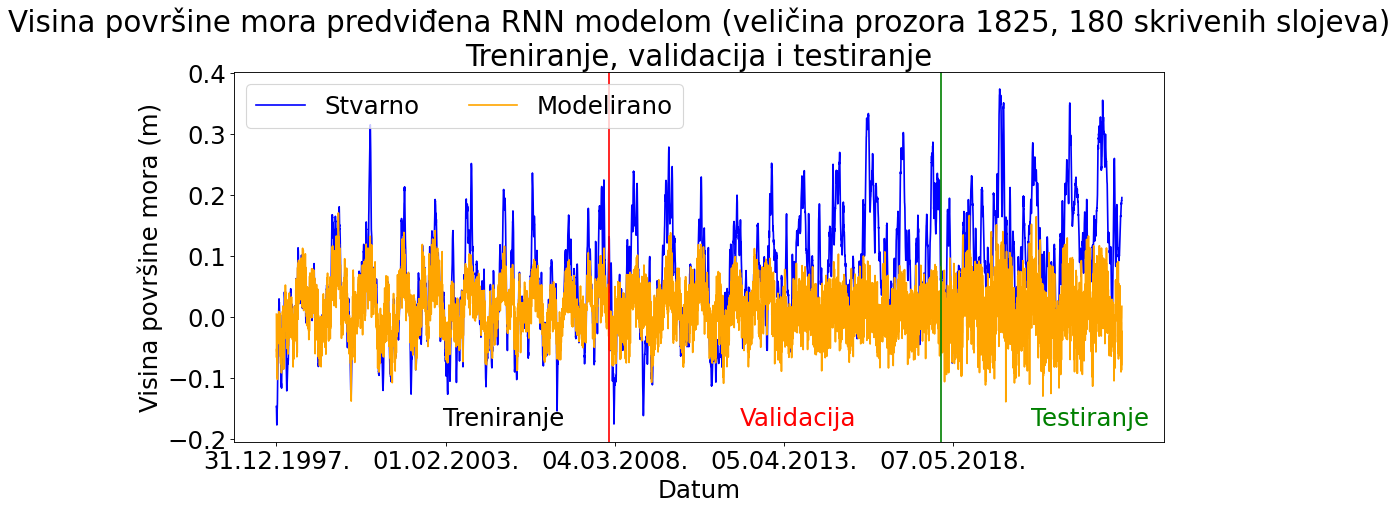 Visina površine mora predviđena RNN modelom (veličina prozora 1825, 180 skrivenih slojeva)
Treniranje, validacija i testiranje
Stvarno
Modelirano
Visina površine mora (m)
0.4
0.3
0.2
0.1
0.0
−0.1
−0.2
Treniranje
Validacija
Testiranje
31.12.1997.
01.02.2003.
04.03.2008.
05.04.2013.
07.05.2018.
Datum